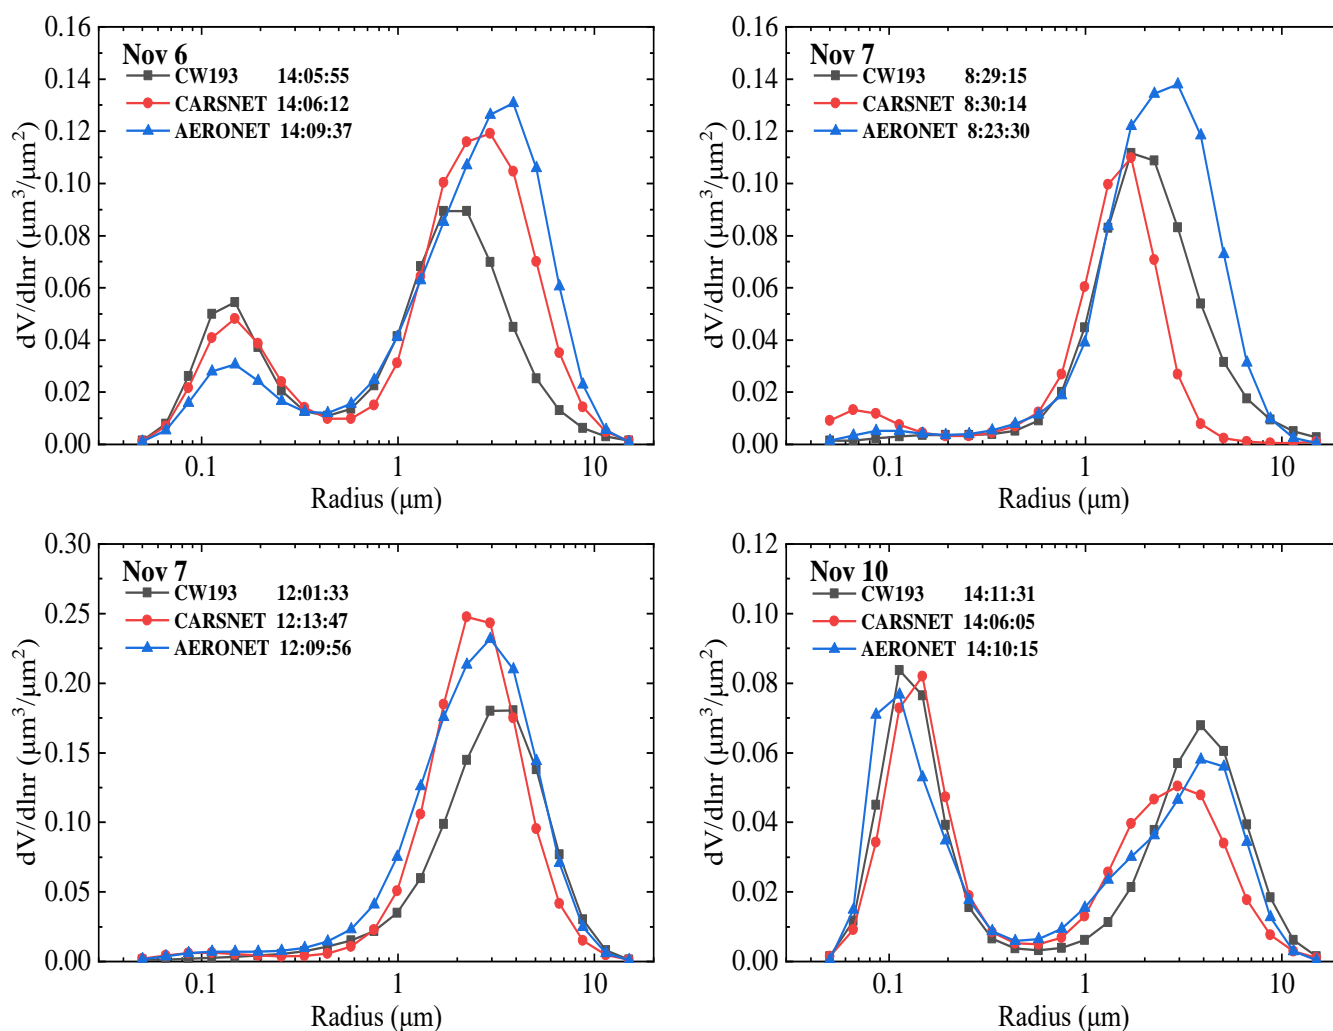 Nov 6
CW193 14:05:55
CARSNET 14:06:12
AERONET 14:09:37
0.16
0.14
0.12
0.10
0.08
0.06
0.04
0.02
0.00
dV/dlnr (μm³/μm²)
0.1 1 10
Radius (μm)
Nov 7
CW193 8:29:15
CARSNET 8:30:14
AERONET 8:23:30
0.16
0.14
0.12
0.10
0.08
0.06
0.04
0.02
0.00
dV/dlnr (μm³/μm²)
0.1 1 10
Radius (μm)
Nov 7
CW193 12:01:33
CARSNET 12:13:47
AERONET 12:09:56
0.30
0.25
0.20
0.15
0.10
0.05
0.00
dV/dlnr (μm³/μm²)
0.1 1 10
Radius (μm)
Nov 10
CW193 14:11:31
CARSNET 14:06:05
AERONET 14:10:15
0.12
0.10
0.08
0.06
0.04
0.02
0.00
dV/dlnr (μm³/μm²)
0.1 1 10
Radius (μm)